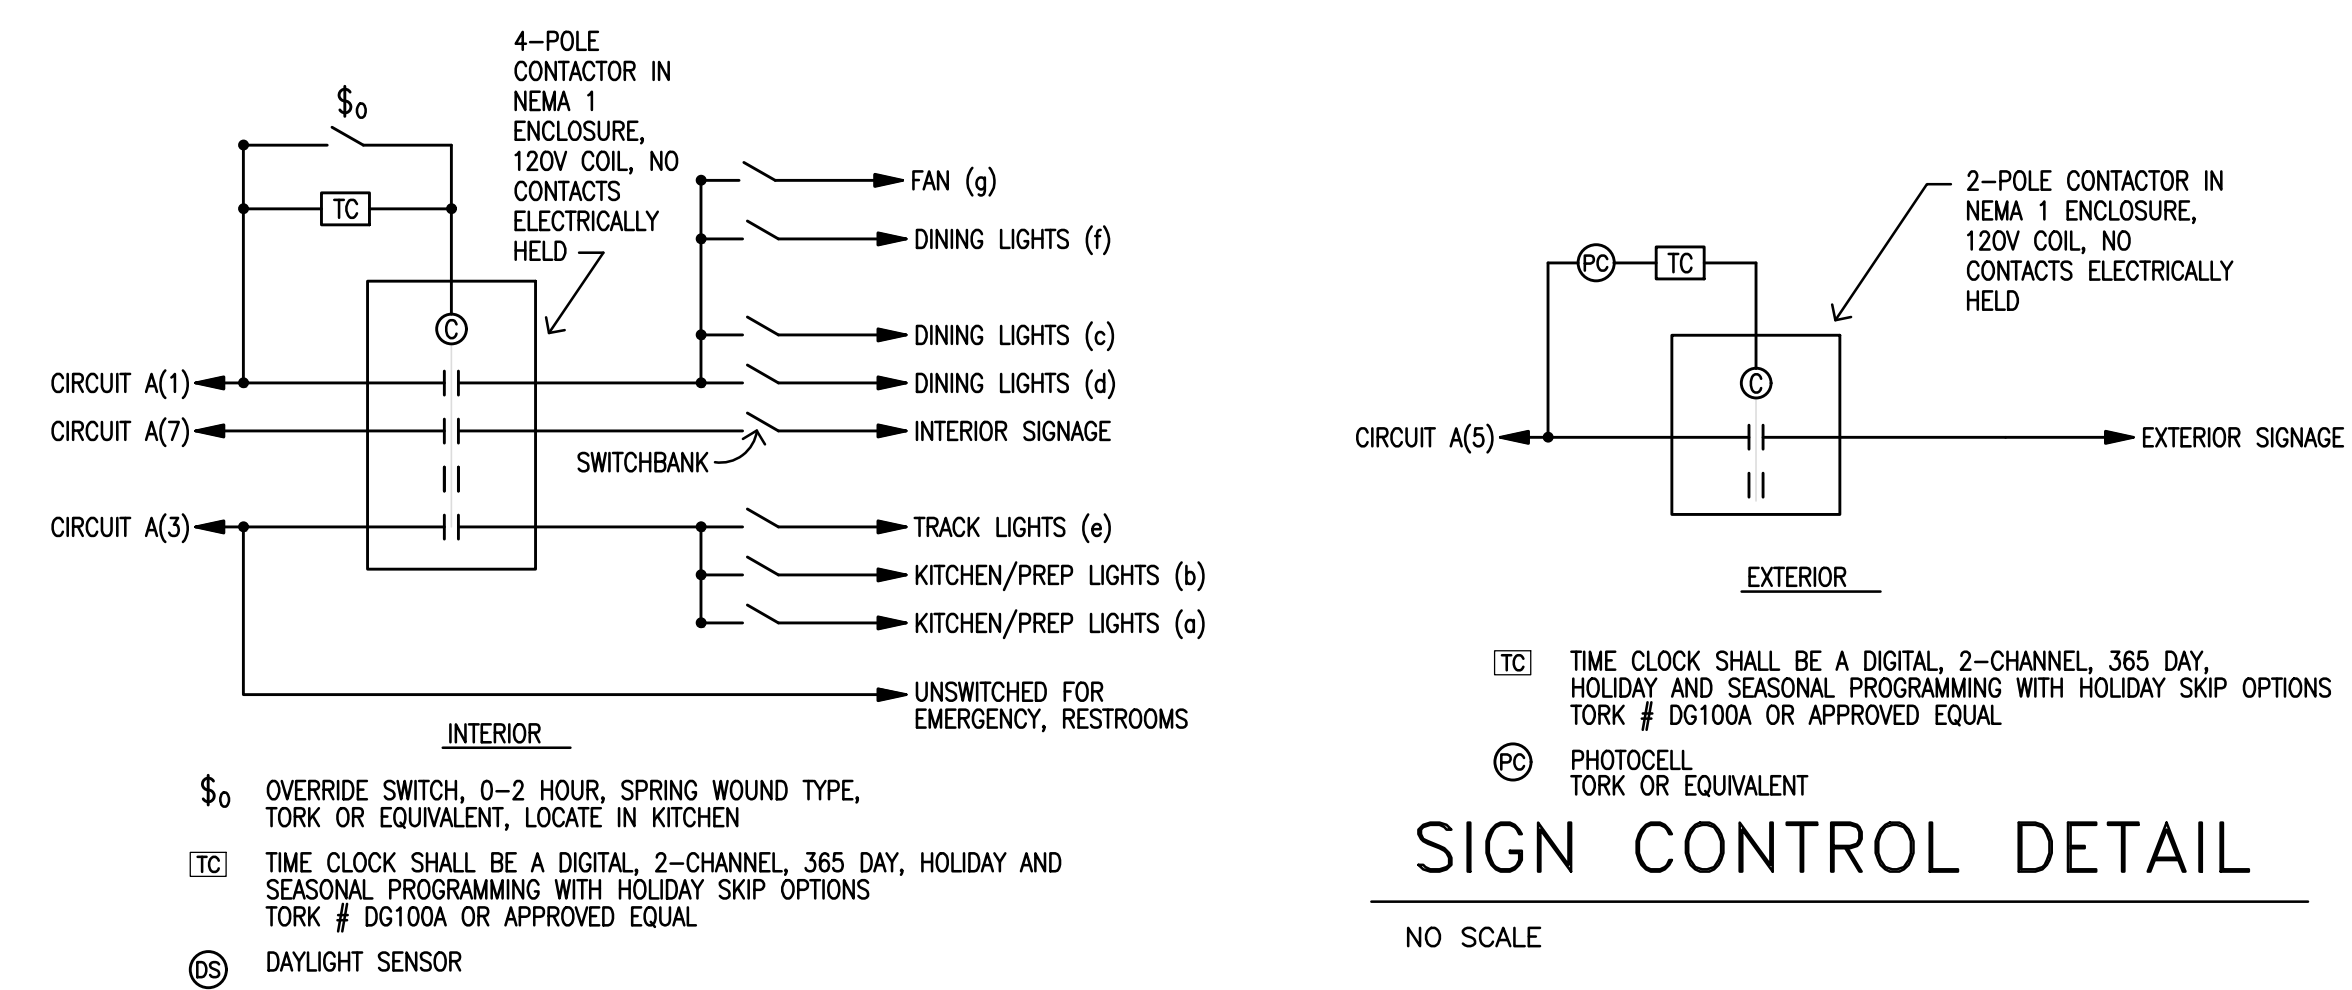 4-POLE
CONTACTOR IN
NEMA 1
ENCLOSURE,
120V COIL, NO
CONTACTS
ELECTRICALLY
HELD
$0
TC
C
CIRCUIT A(1)
CIRCUIT A(7)
CIRCUIT A(3)
FAN (g)
DINING LIGHTS (f)
DINING LIGHTS (c)
DINING LIGHTS (d)
INTERIOR SIGNAGE
SWITCHBANK
TRACK LIGHTS (e)
KITCHEN/PREP LIGHTS (b)
KITCHEN/PREP LIGHTS (a)
UNSWITCHED FOR
EMERGENCY, RESTROOMS
INTERIOR
$0 OVERRIDE SWITCH, 0-2 HOUR, SPRING WOUND TYPE,
TORK OR EQUIVALENT, LOCATE IN KITCHEN
TC TIME CLOCK SHALL BE A DIGITAL, 2-CHANNEL, 365 DAY, HOLIDAY AND
SEASONAL PROGRAMMING WITH HOLIDAY SKIP OPTIONS
TORK # DG100A OR APPROVED EQUAL
DS DAYLIGHT SENSOR
2-POLE CONTACTOR IN
NEMA 1 ENCLOSURE,
120V COIL, NO
CONTACTS ELECTRICALLY
HELD
PC
TC
C
CIRCUIT A(5)
EXTERIOR SIGNAGE
EXTERIOR
TC TIME CLOCK SHALL BE A DIGITAL, 2-CHANNEL, 365 DAY,
HOLIDAY AND SEASONAL PROGRAMMING WITH HOLIDAY SKIP OPTIONS
TORK # DG100A OR APPROVED EQUAL
PC PHOTOCELL
TORK OR EQUIVALENT
SIGN CONTROL DETAIL
NO SCALE